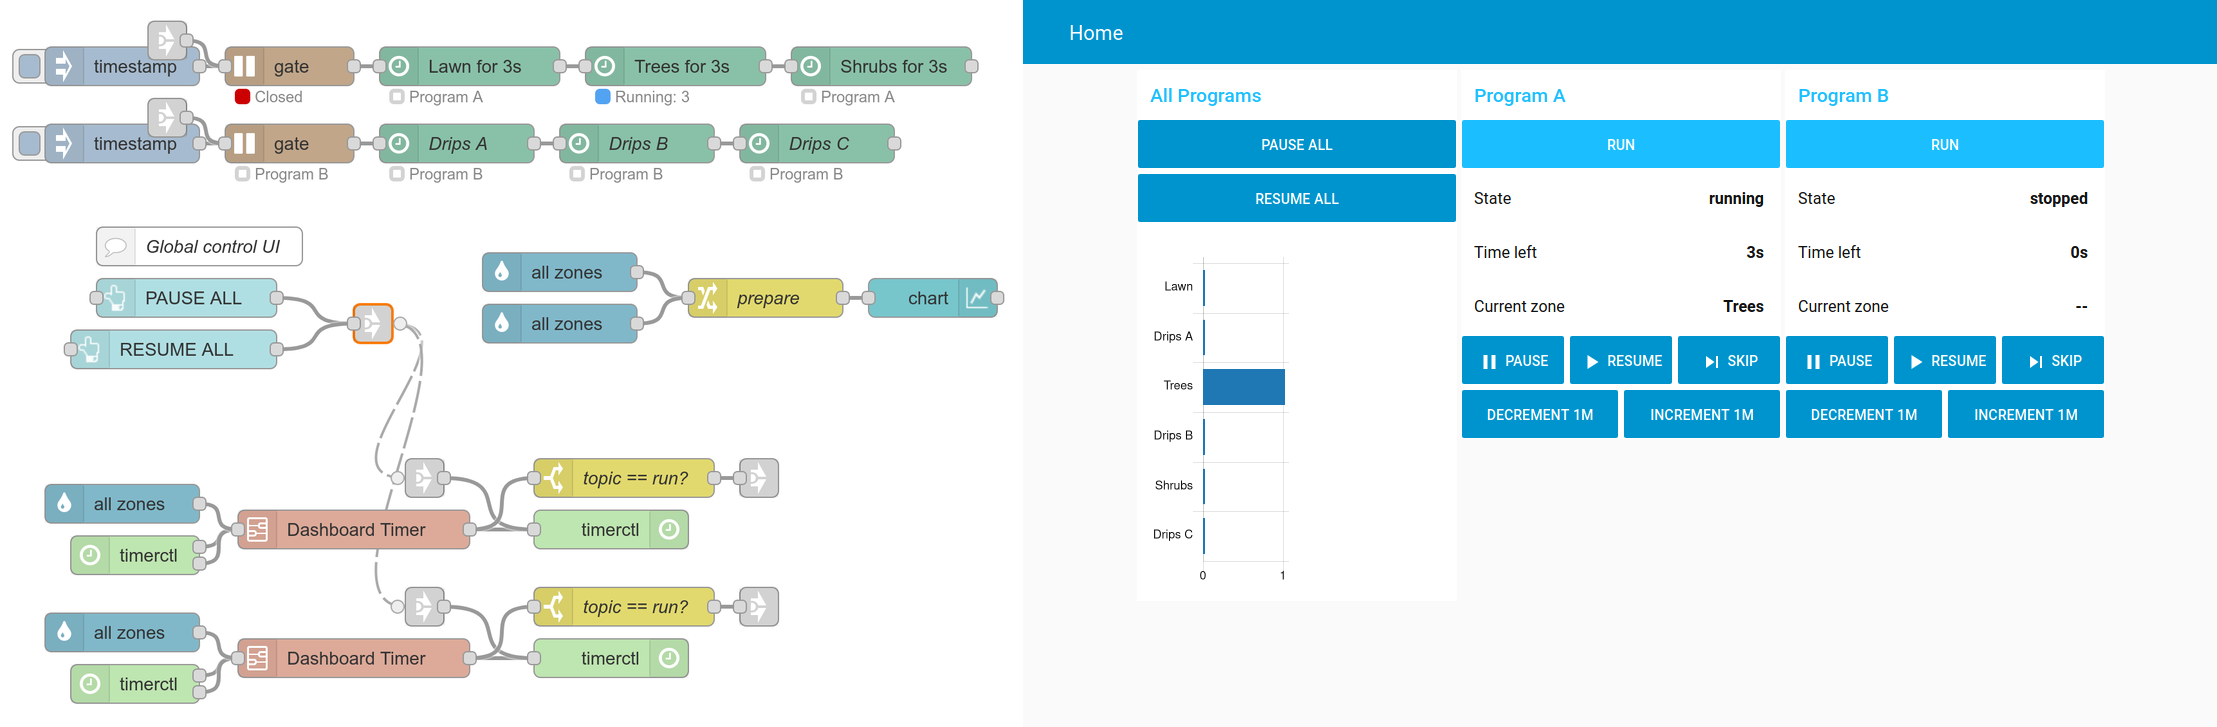 timestamp
gate
Lawn for 3s
Trees for 3s
Shrubs for 3s
Closed
Program A
Running: 3
Program A
timestamp
gate
Drips A
Drips B
Drips C
Program B
Program B
Program B
Program B
Global control UI
PAUSE ALL
RESUME ALL
all zones
all zones
prepare
chart
all zones
timerctl
Dashboard Timer
topic == run?
timerctl
all zones
timerctl
Dashboard Timer
topic == run?
timerctl
Home
All Programs
PAUSE ALL
RESUME ALL
Lawn
Drips A
Trees
Drips B
Shrubs
Drips C
0 1
Program A
RUN
State running
Time left 3s
Current zone Trees
PAUSE RESUME SKIP
DECREMENT 1M INCREMENT 1M
Program B
RUN
State stopped
Time left 0s
Current zone --
PAUSE RESUME SKIP
DECREMENT 1M INCREMENT 1M